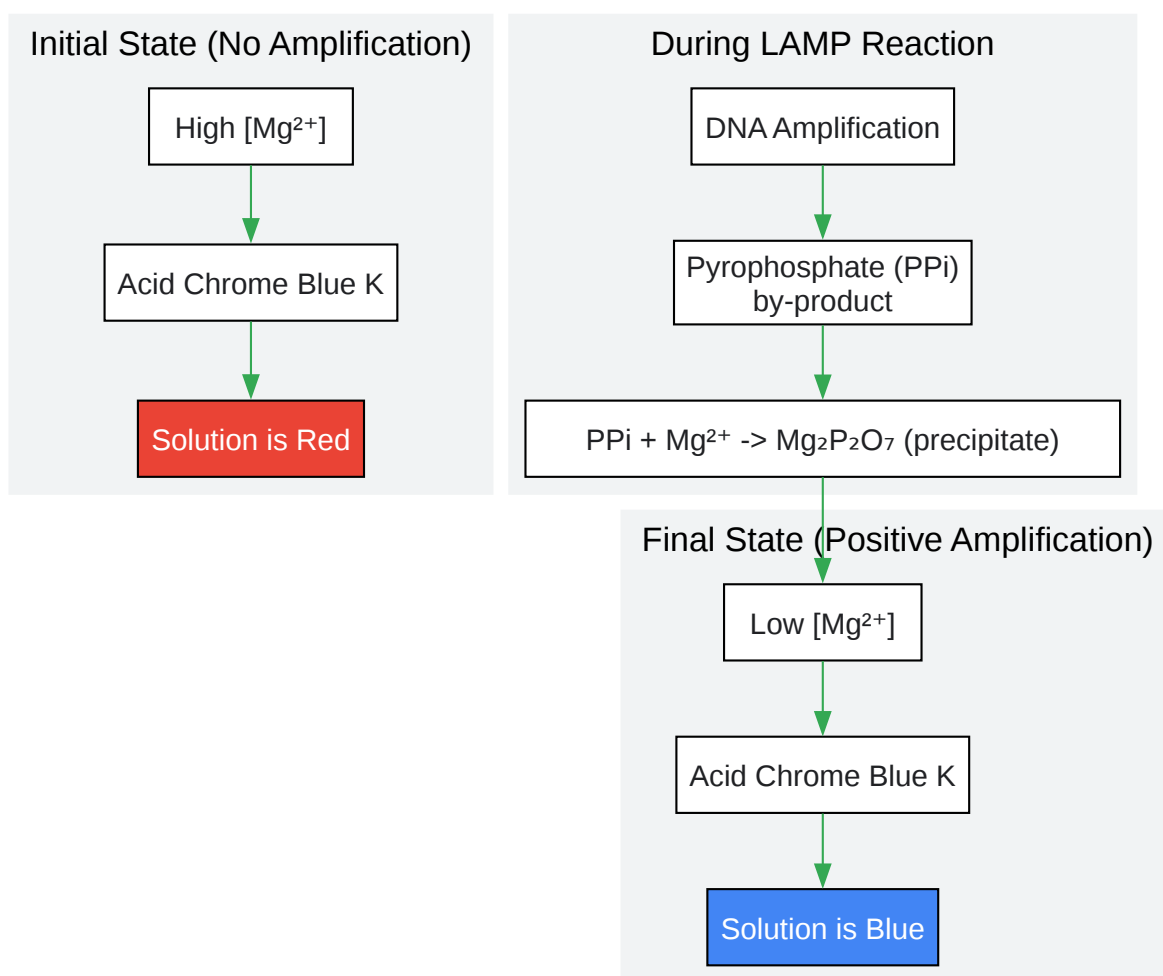 Initial State (No Amplification)
High [Mg²⁺]
Acid Chrome Blue K
Solution is Red
During LAMP Reaction
DNA Amplification
Pyrophosphate (PPi)
by-product
PPi + Mg²⁺ -> Mg₂P₂O₇ (precipitate)
Final State (Positive Amplification)
Low [Mg²⁺]
Acid Chrome Blue K
Solution is Blue